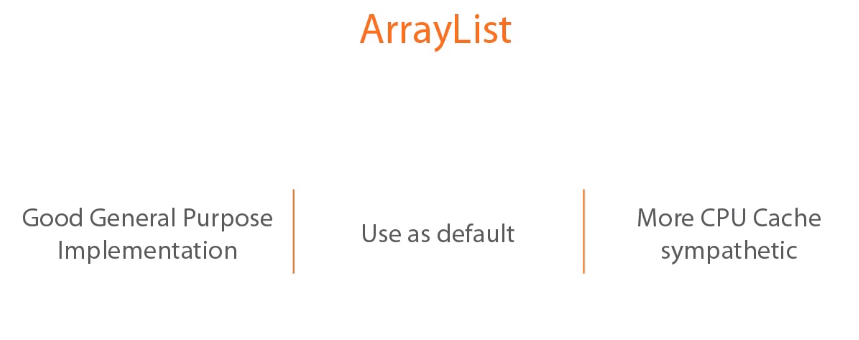 ArrayList
Good General Purpose
Implementation
Use as default
More CPU Cache
sympathetic